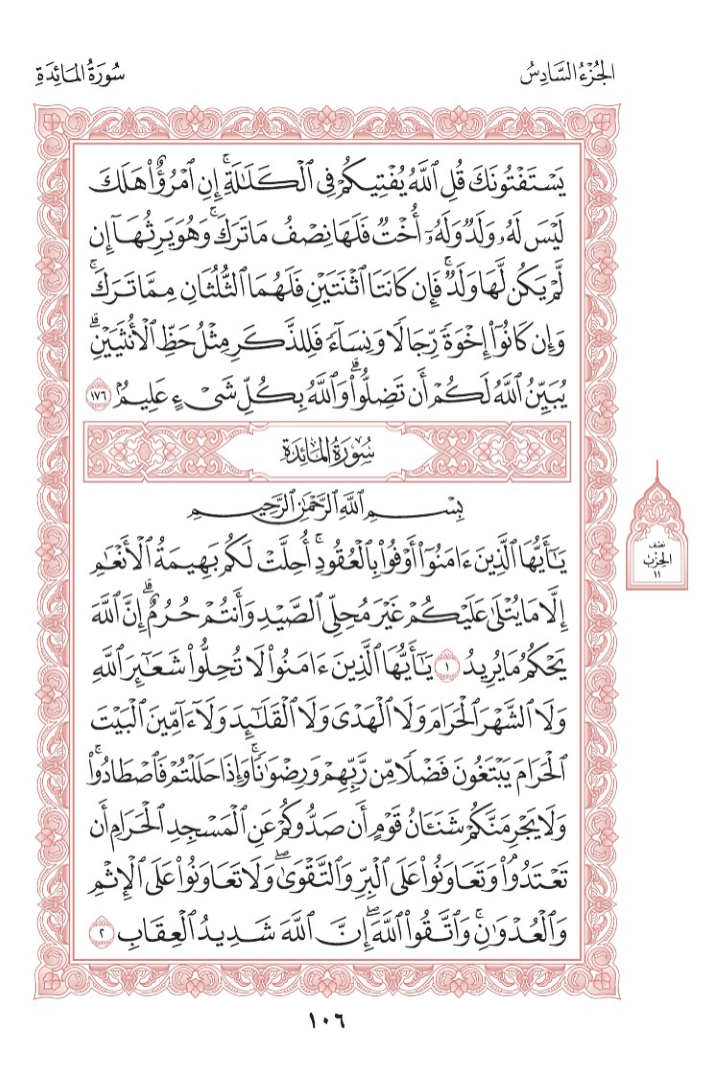 الجُزْءُ السَّادِسُ
سُورَةُ المَائِدَةِ
يَسْتَفْتُونَكَ قُلِ ٱللَّهُ يُفْتِيكُمْ فِى ٱلْكَلَٰلَةِۚ إِنِ ٱمْرُؤٌا۟ هَلَكَ
لَيْسَ لَهُۥ وَلَدٌ وَلَهُۥٓ أُخْتٌ فَلَهَا نِصْفُ مَا تَرَكَۚ وَهُوَ يَرِثُهَآ إِن
لَّمْ يَكُن لَّهَا وَلَدٌۚ فَإِن كَانَتَا ٱثْنَتَيْنِ فَلَهُمَا ٱلثُّلُثَانِ مِمَّا تَرَكَۚ
وَإِن كَانُوٓا۟ إِخْوَةً رِّجَالًا وَنِسَآءً فَلِلذَّكَرِ مِثْلُ حَظِّ ٱلْأُنثَيَيْنِۗ
يُبَيِّنُ ٱللَّهُ لَكُمْ أَن تَضِلُّوا۟ۗ وَٱللَّهُ بِكُلِّ شَىْءٍ عَلِيمٌۢ ١٧٦
سُورَةُ المَائِدَةِ
بِسْمِ ٱللَّهِ ٱلرَّحْمَٰنِ ٱلرَّحِيمِ
يَٰٓأَيُّهَا ٱلَّذِينَ ءَامَنُوٓا۟ أَوْفُوا۟ بِٱلْعُقُودِۚ أُحِلَّتْ لَكُم بَهِيمَةُ ٱلْأَنْعَٰمِ
إِلَّا مَا يُتْلَىٰ عَلَيْكُمْ غَيْرَ مُحِلِّى ٱلصَّيْدِ وَأَنتُمْ حُرُمٌۗ إِنَّ ٱللَّهَ
يَحْكُمُ مَا يُرِيدُ ١ يَٰٓأَيُّهَا ٱلَّذِينَ ءَامَنُوا۟ لَا تُحِلُّوا۟ شَعَٰٓئِرَ ٱللَّهِ
وَلَا ٱلشَّهْرَ ٱلْحَرَامَ وَلَا ٱلْهَدْىَ وَلَا ٱلْقَلَٰٓئِدَ وَلَآ ءَآمِّينَ ٱلْبَيْتَ
ٱلْحَرَامَ يَبْتَغُونَ فَضْلًا مِّن رَّبِّهِمْ وَرِضْوَٰنًاۚ وَإِذَا حَلَلْتُمْ فَٱصْطَادُوا۟ۚ
وَلَا يَجْرِمَنَّكُمْ شَنَـَٔانُ قَوْمٍ أَن صَدُّوكُمْ عَنِ ٱلْمَسْجِدِ ٱلْحَرَامِ أَن
تَعْتَدُوا۟ۘ وَتَعَاوَنُوا۟ عَلَى ٱلْبِرِّ وَٱلتَّقْوَىٰۖ وَلَا تَعَاوَنُوا۟ عَلَى ٱلْإِثْمِ
وَٱلْعُدْوَٰنِۚ وَٱتَّقُوا۟ ٱللَّهَۖ إِنَّ ٱللَّهَ شَدِيدُ ٱلْعِقَابِ ٢
نصف
الحزب
١١
١٠٦